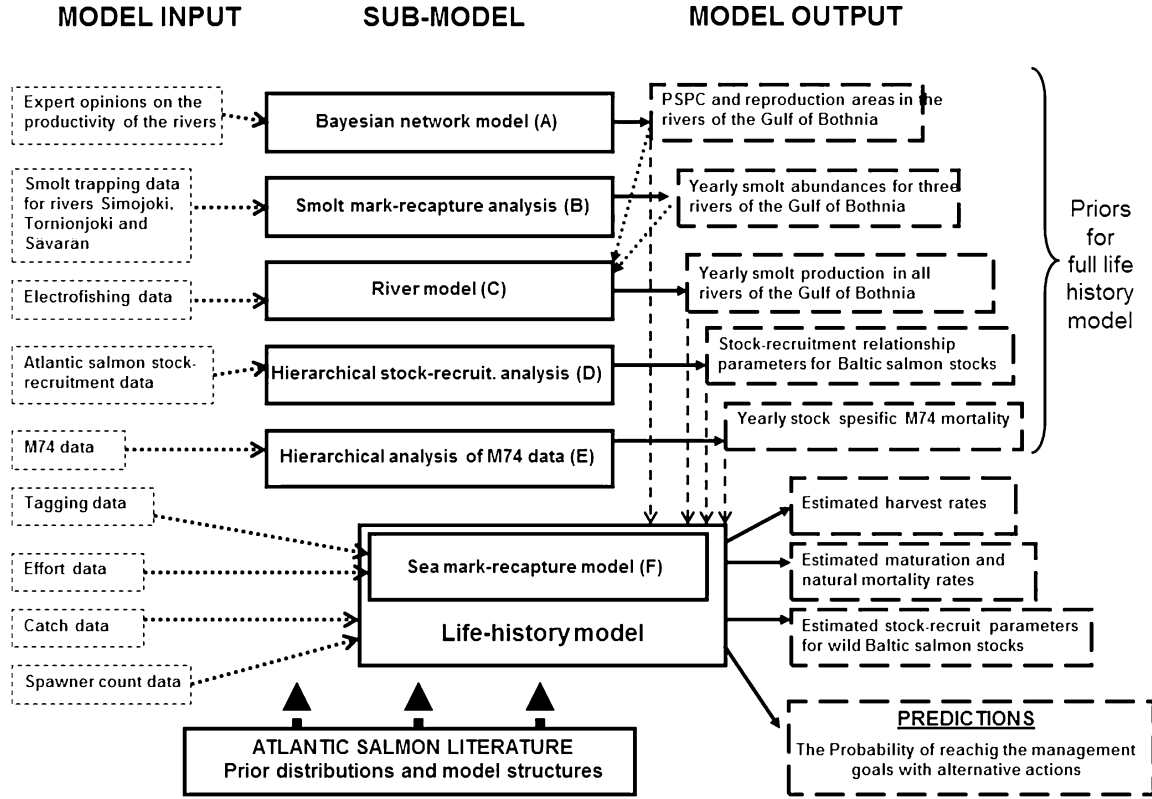 MODEL INPUT
SUB-MODEL
MODEL OUTPUT
Expert opinions on the
productivity of the rivers
Bayesian network model (A)
PSPC and reproduction areas in the
rivers of the Gulf of Bothnia
Smolt trapping data
for rivers Simojoki,
Tornionjoki and
Sävaran
Smolt mark-recapture analysis (B)
Yearly smolt abundances for three
rivers of the Gulf of Bothnia
Electrofishing data
River model (C)
Yearly smolt production in all
rivers of the Gulf of Bothnia
Atlantic salmon stock-
recruitment data
Hierarchical stock-recruit. analysis (D)
Stock-recruitment relationship
parameters for Baltic salmon stocks
M74 data
Hierarchical analysis of M74 data (E)
Yearly stock spesific M74 mortality
Priors
for
full life
history
model
Tagging data
Effort data
Catch data
Spawner count data
Sea mark-recapture model (F)
Life-history model
Estimated harvest rates
Estimated maturation and
natural mortality rates
Estimated stock-recruit parameters
for wild Baltic salmon stocks
PREDICTIONS
The Probability of reachig the management
goals with alternative actions
ATLANTIC SALMON LITERATURE
Prior distributions and model structures